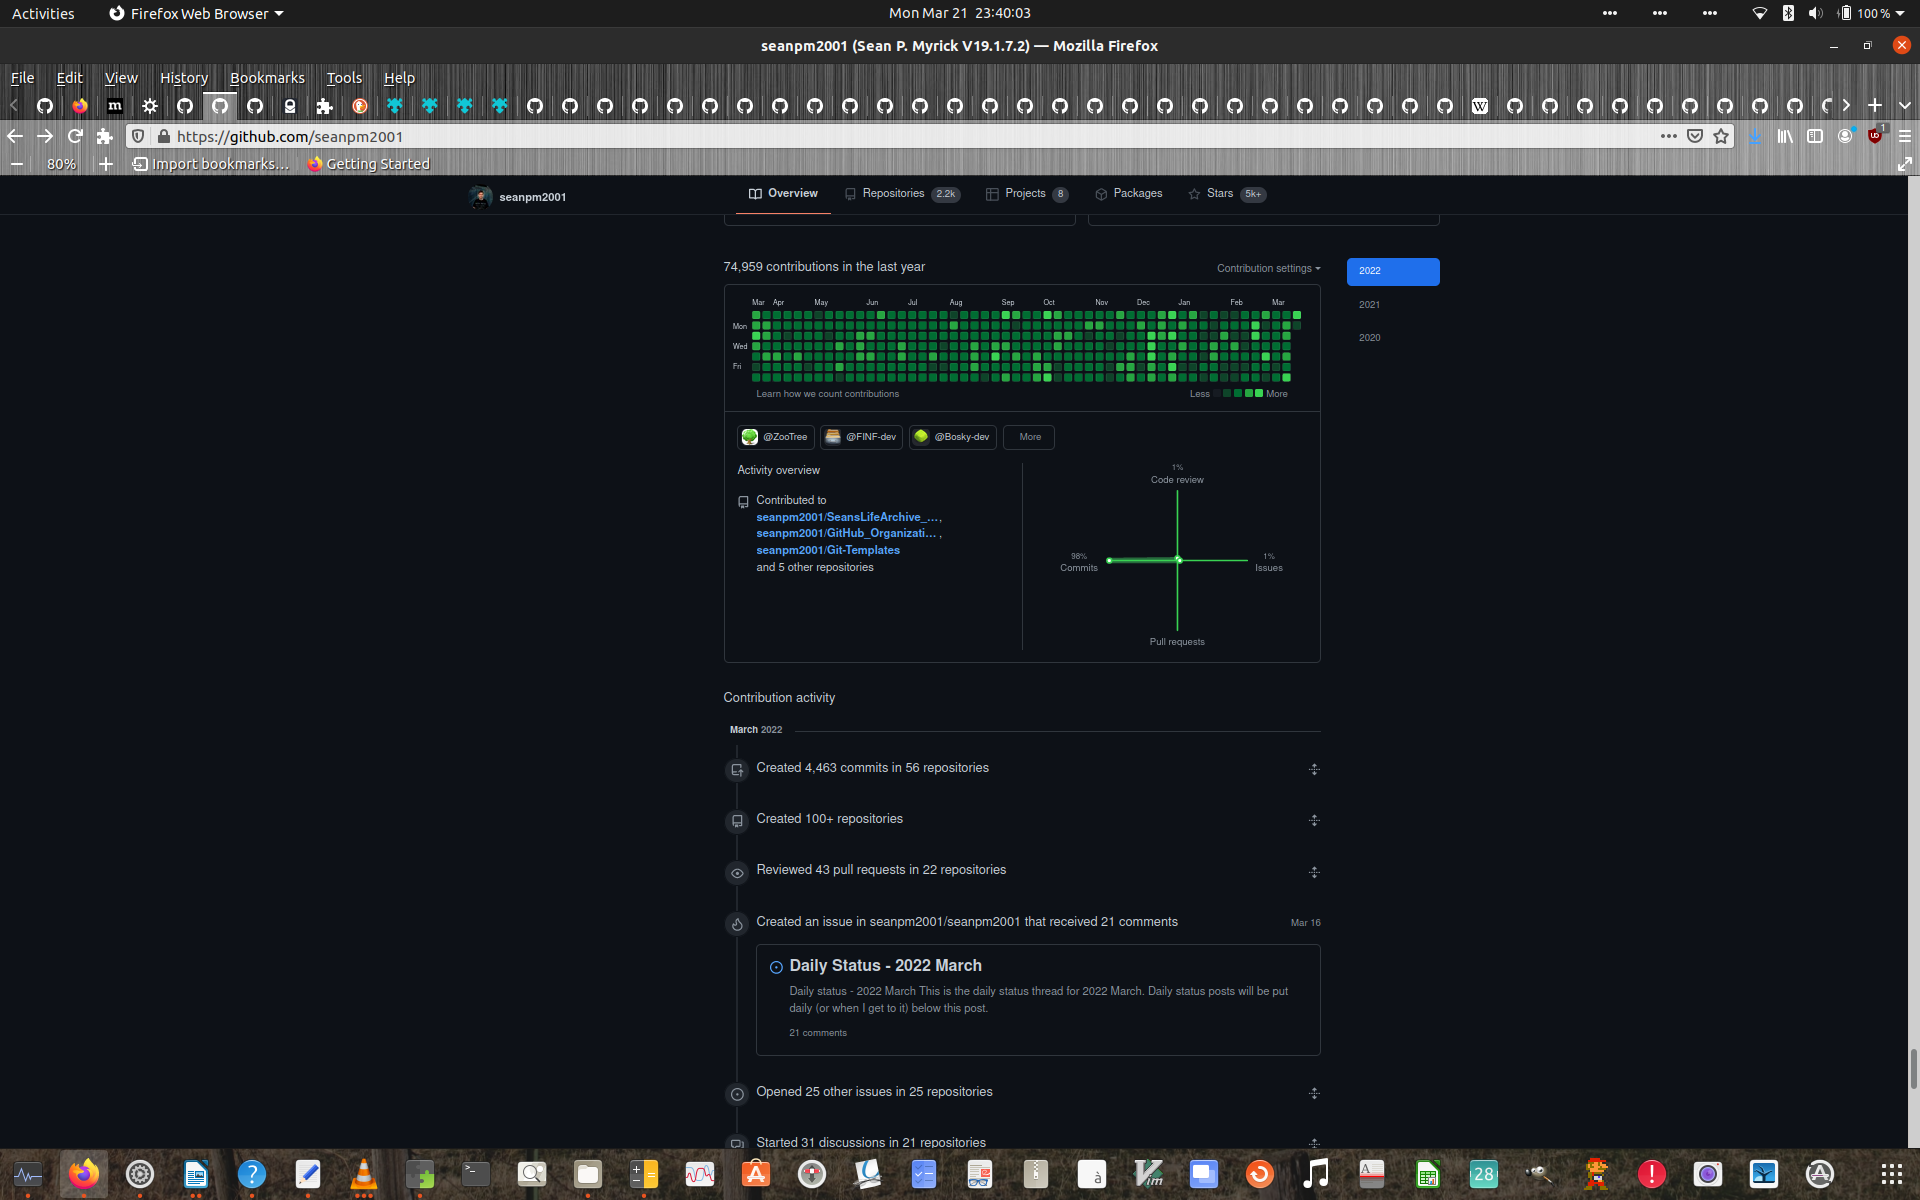 Activities
Firefox Web Browser
Mon Mar 21 23:40:03
100 %
seanpm2001 (Sean P. Myrick V19.1.7.2) — Mozilla Firefox
File Edit View History Bookmarks Tools Help
https://github.com/seanpm2001
80%
Import bookmarks...
Getting Started
seanpm2001
Overview
Repositories 2.2k
Projects 8
Packages
Stars 5k+
74,959 contributions in the last year
Contribution settings
2022
2021
2020
Mar Apr May Jun Jul Aug Sep Oct Nov Dec Jan Feb Mar
Mon
Wed
Fri
Learn how we count contributions
Less
More
@ZooTree
@FINF-dev
@Bosky-dev
More
Activity overview
Contributed to
seanpm2001/SeansLifeArchive_... ,
seanpm2001/GitHub_Organizati... ,
seanpm2001/Git-Templates
and 5 other repositories
1%
Code review
98%
Commits
1%
Issues
Pull requests
Contribution activity
March 2022
Created 4,463 commits in 56 repositories
Created 100+ repositories
Reviewed 43 pull requests in 22 repositories
Created an issue in seanpm2001/seanpm2001 that received 21 comments
Mar 16
Daily Status - 2022 March
Daily status - 2022 March This is the daily status thread for 2022 March. Daily status posts will be put
daily (or when I get to it) below this post.
21 comments
Opened 25 other issues in 25 repositories
Started 31 discussions in 21 repositories
28